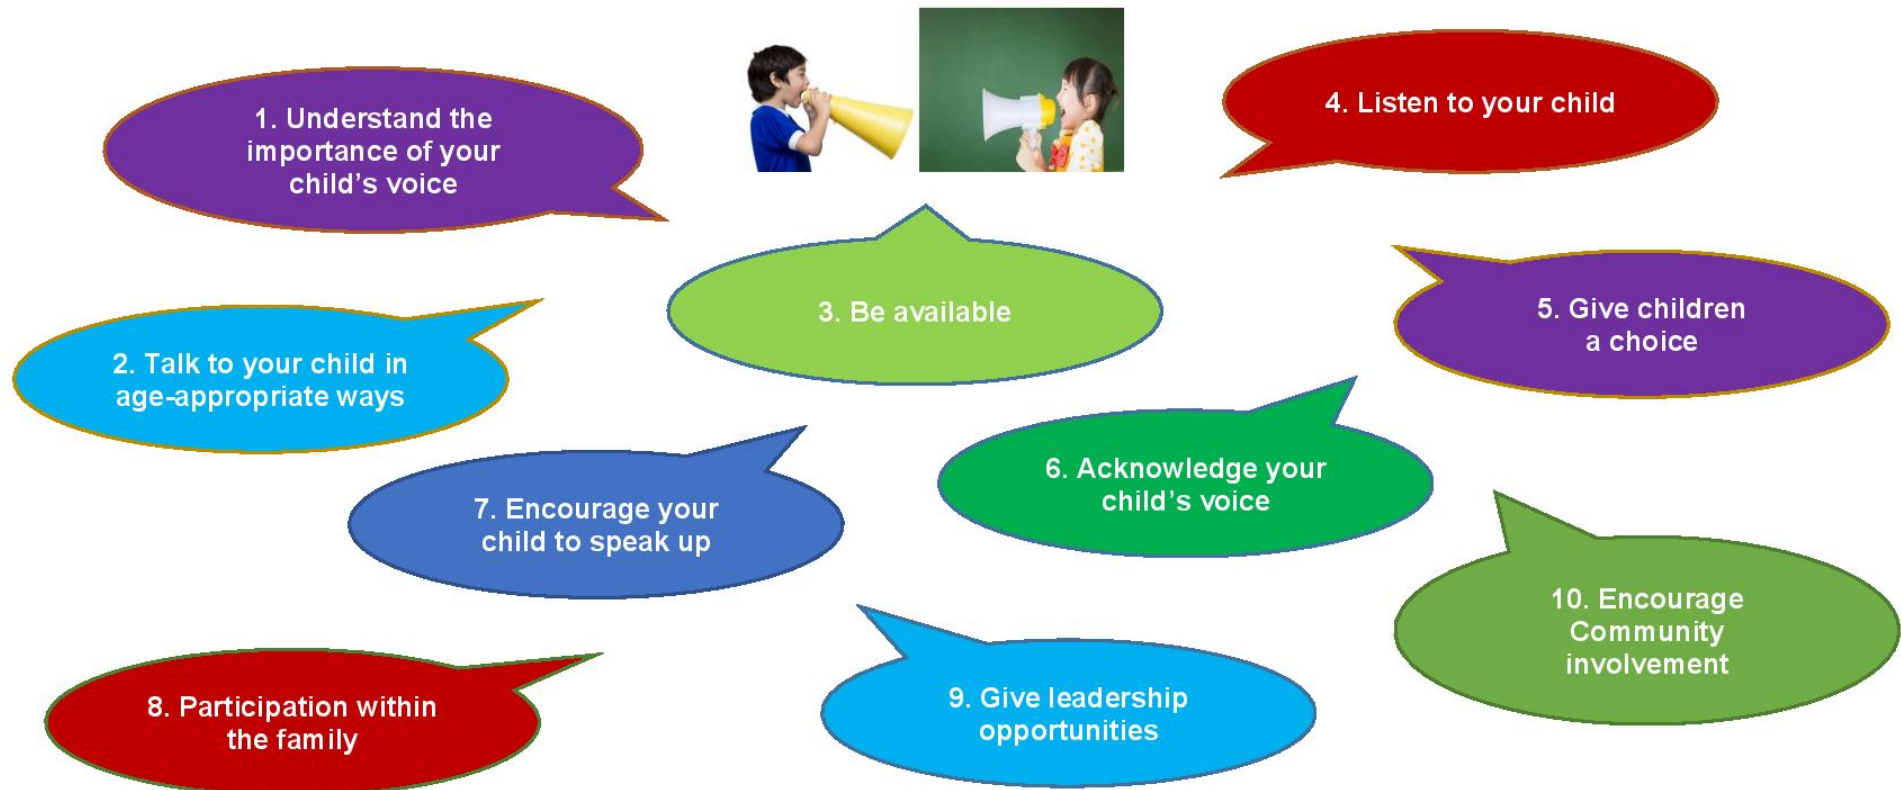 1. Understand the
importance of your
child's voice
2. Talk to your child in
age-appropriate ways
3. Be available
4. Listen to your child
5. Give children
a choice
6. Acknowledge your
child's voice
7. Encourage your
child to speak up
8. Participation within
the family
9. Give leadership
opportunities
10. Encourage
Community
involvement